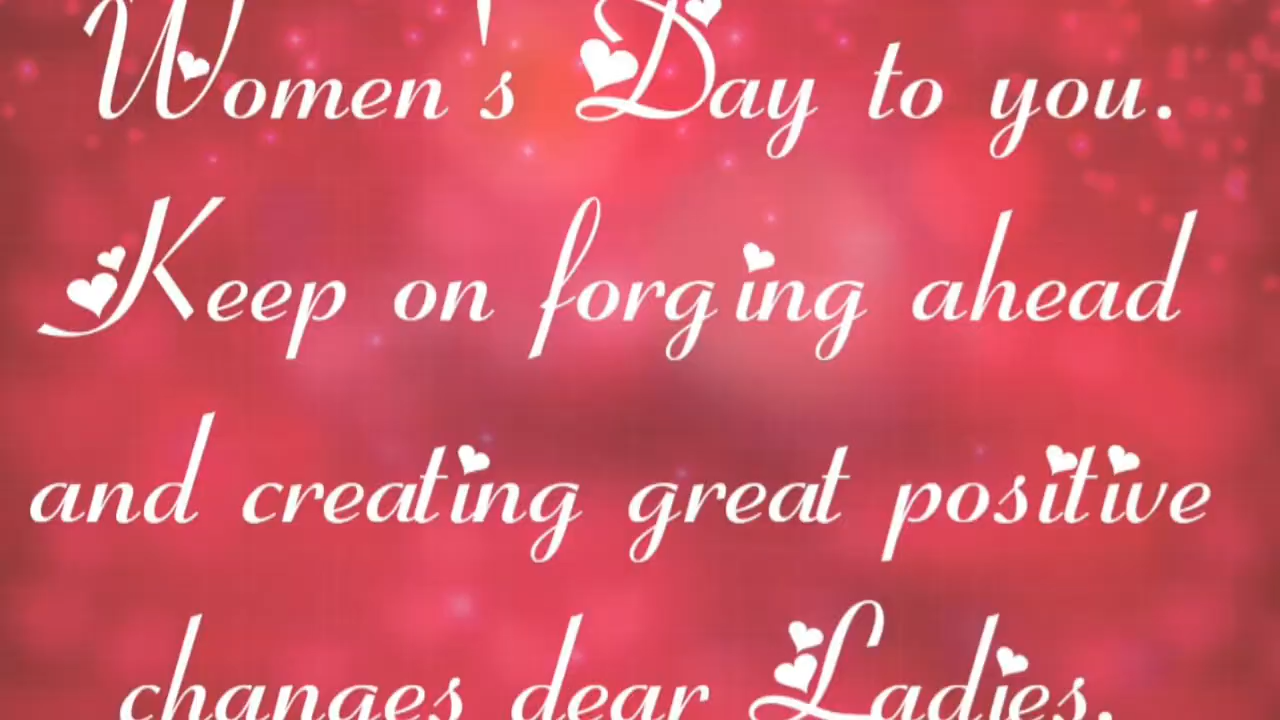 Women's Day to you.
Keep on forging ahead
and creating great positive
changes dear Ladies.